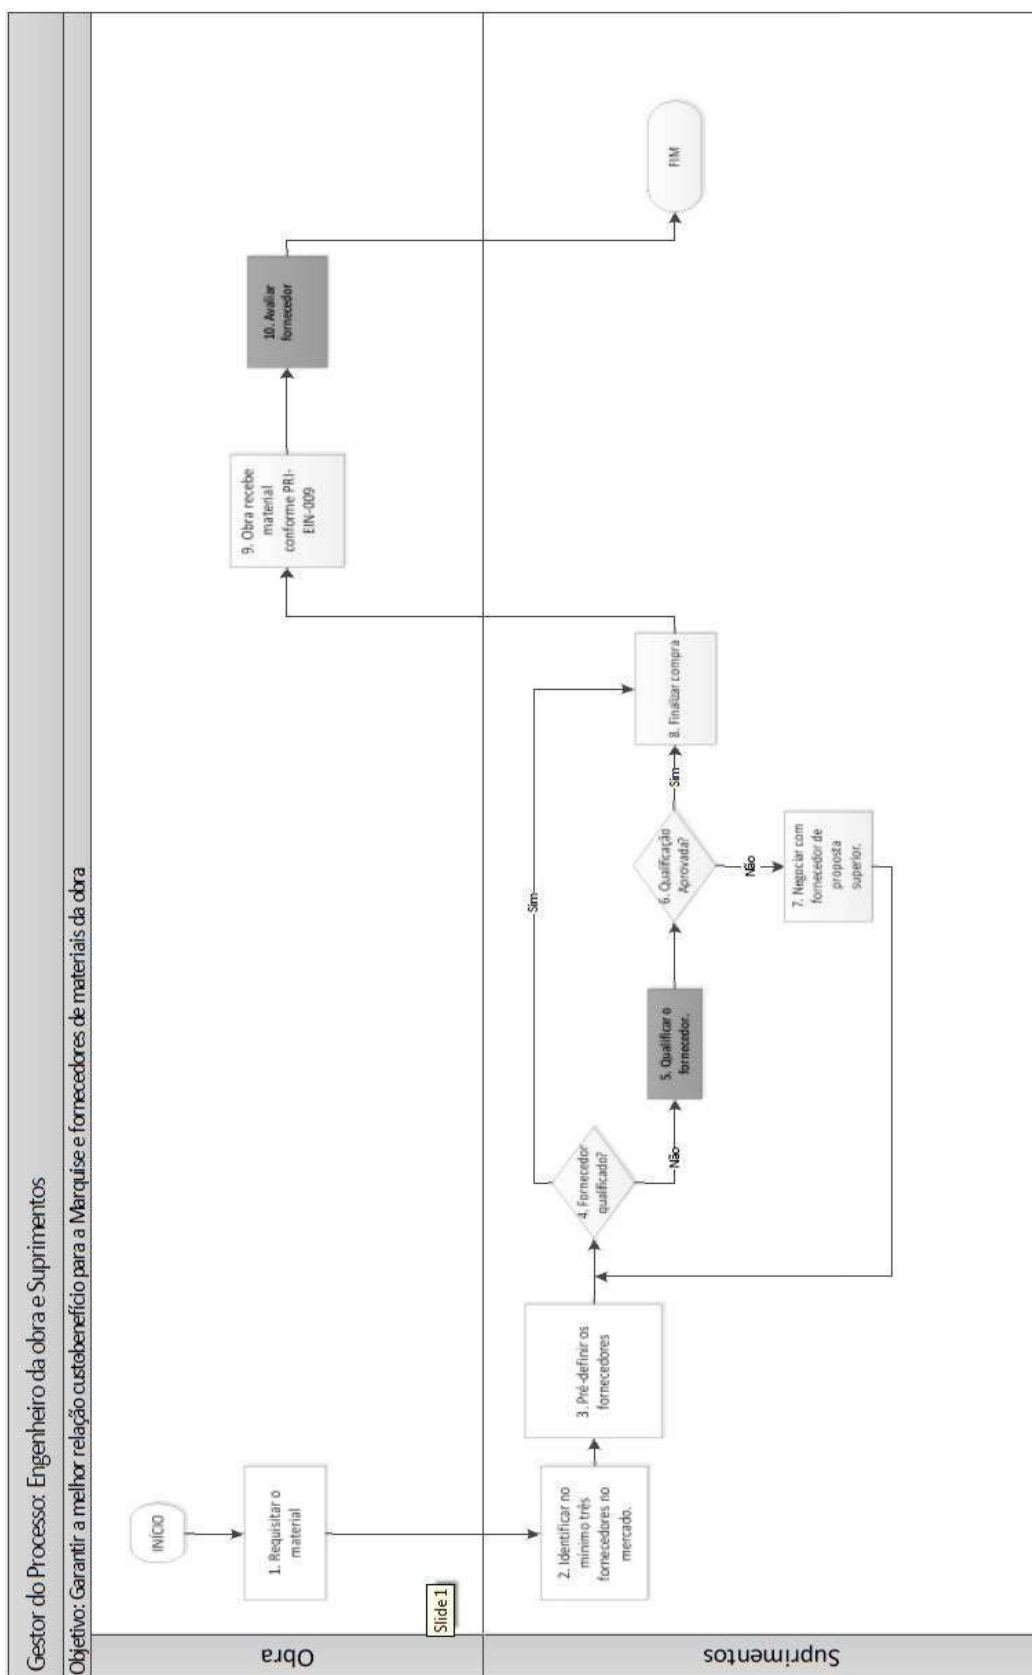 Gestor do Processo: Engenheiro da obra e Suprimentos
Objetivo: Garantir a melhor relação custobenefício para a Marquise e fornecedores de materiais da obra
Obra
INÍCIO
1. Requisitar o
material
9. Obra recebe
material
conforme PRI-
EIN-009
10. Avaliar
fornecedor
Slide 1
Suprimentos
2. Identificar no
mínimo três
fornecedores no
mercado.
3. Pré-definir os
fornecedores
4. Fornecedor
qualificado?
Sim
Não
5. Qualificar o
fornecedor.
6. Qualificação
Aprovada?
Sim
Não
7. Negociar com
fornecedor de
proposta
superior.
8. Finalizar compra
FIM